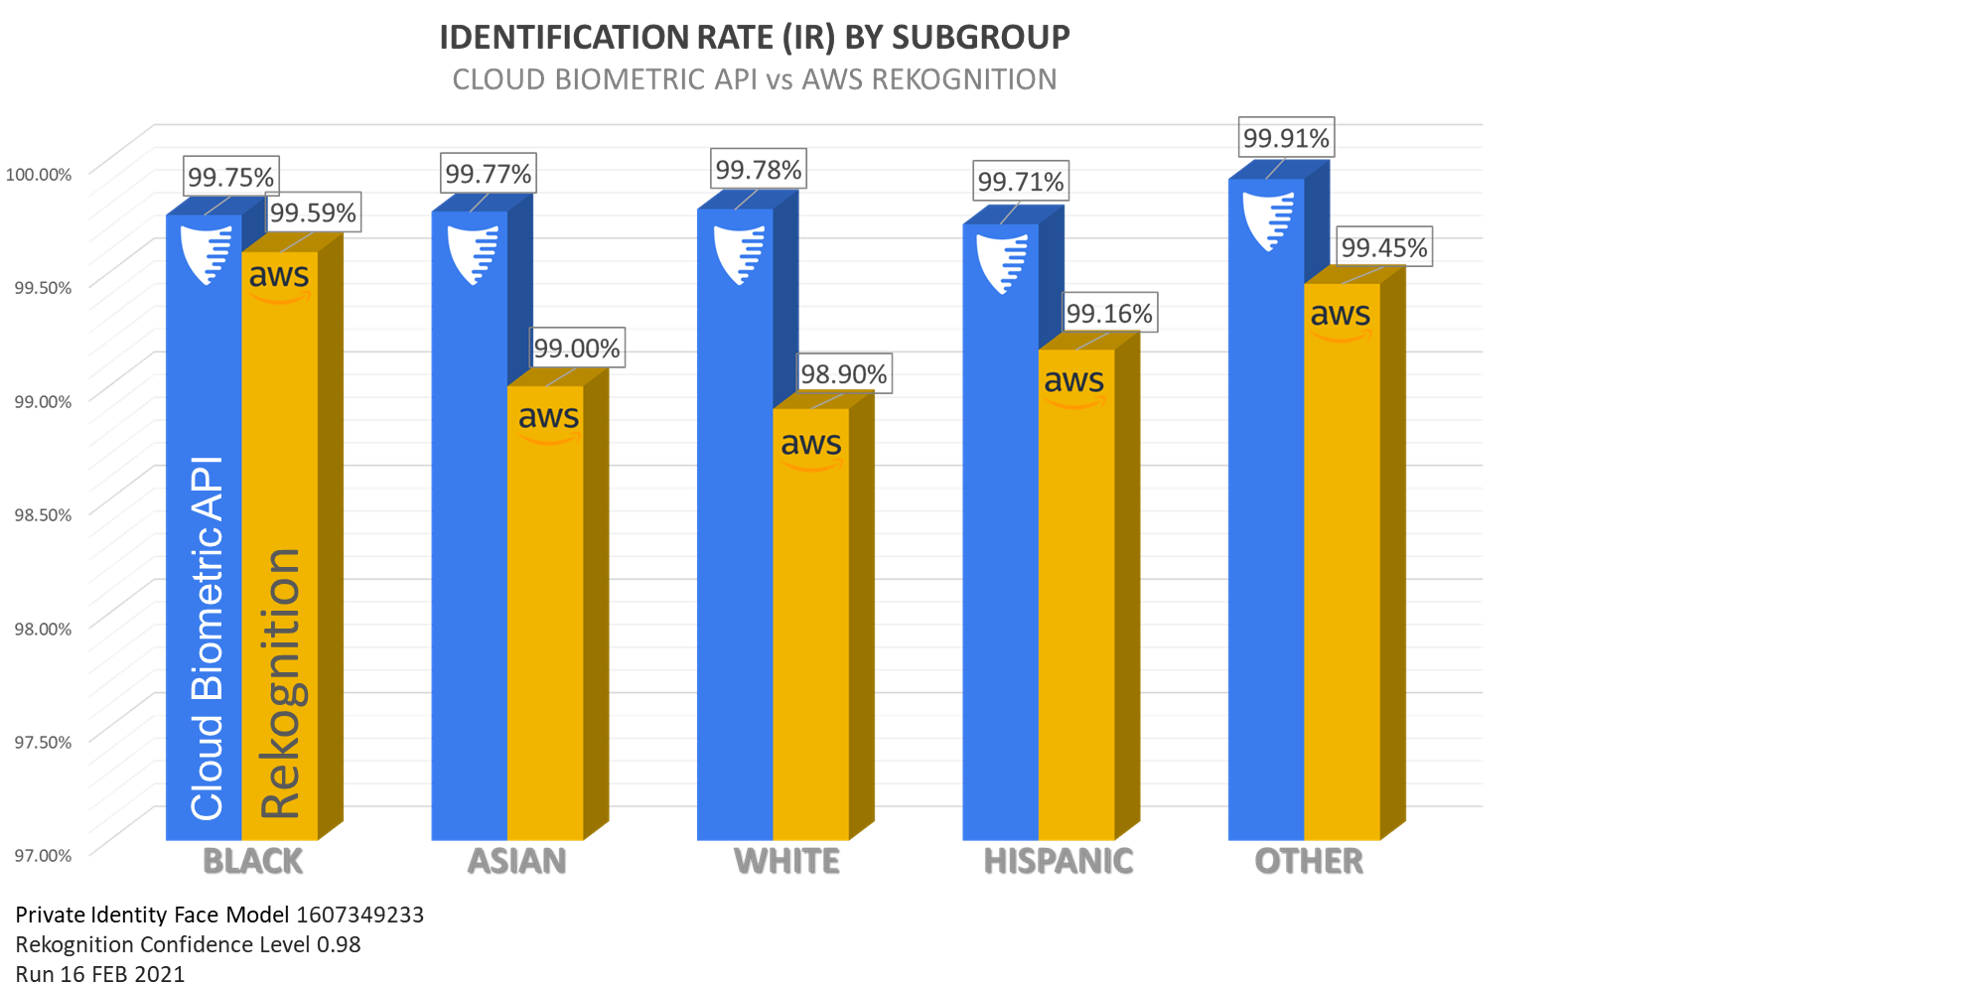 IDENTIFICATION RATE (IR) BY SUBGROUP
CLOUD BIOMETRIC API vs AWS REKOGNITION
100.00%
99.50%
99.00%
98.50%
98.00%
97.50%
97.00%
99.75%
99.59%
aws
Cloud Biometric API
Rekognition
99.77%
99.00%
aws
99.78%
98.90%
aws
99.71%
99.16%
aws
99.91%
99.45%
aws
BLACK
ASIAN
WHITE
HISPANIC
OTHER
Private Identity Face Model 1607349233
Rekognition Confidence Level 0.98
Run 16 FEB 2021